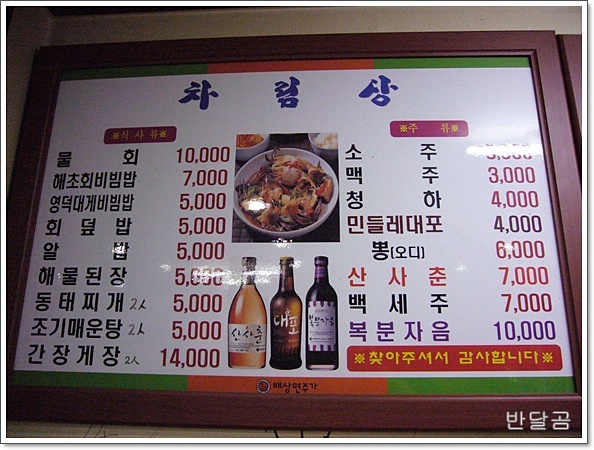 차림상
※식사류※
물회 10,000
해초회비빔밥 7,000
영덕대게비빔밥 5,000
회덮밥 5,000
알밥 5,000
해물된장 5,000
동태찌개 2人 5,000
조기매운탕 2人 5,000
간장게장 2人 14,000
※주류※
소주
맥주 3,000
청하 4,000
민들레대포 4,000
뽕(오디) 6,000
산사춘 7,000
백세주 7,000
복분자음 10,000
※찾아주셔서 감사합니다※
산사춘
대포
배상면주가
반달곰